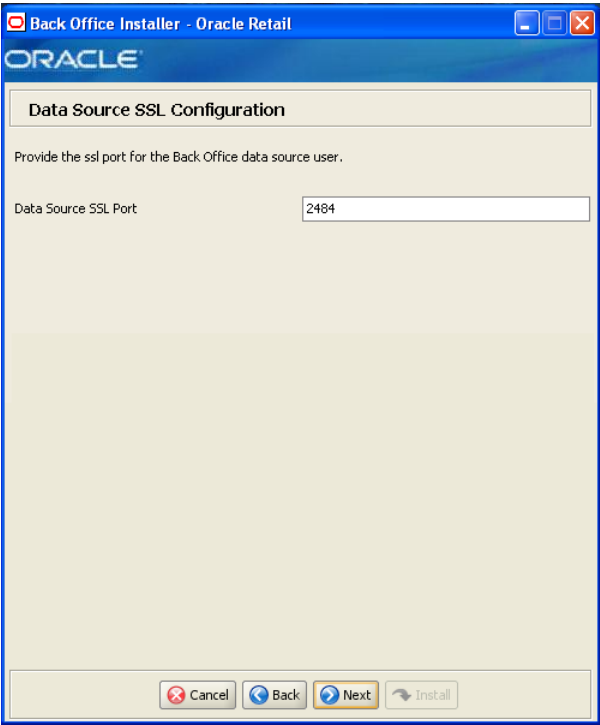 Back Office Installer - Oracle Retail
ORACLE
Data Source SSL Configuration
Provide the ssl port for the Back Office data source user.
Data Source SSL Port 2484
Cancel Back Next Install